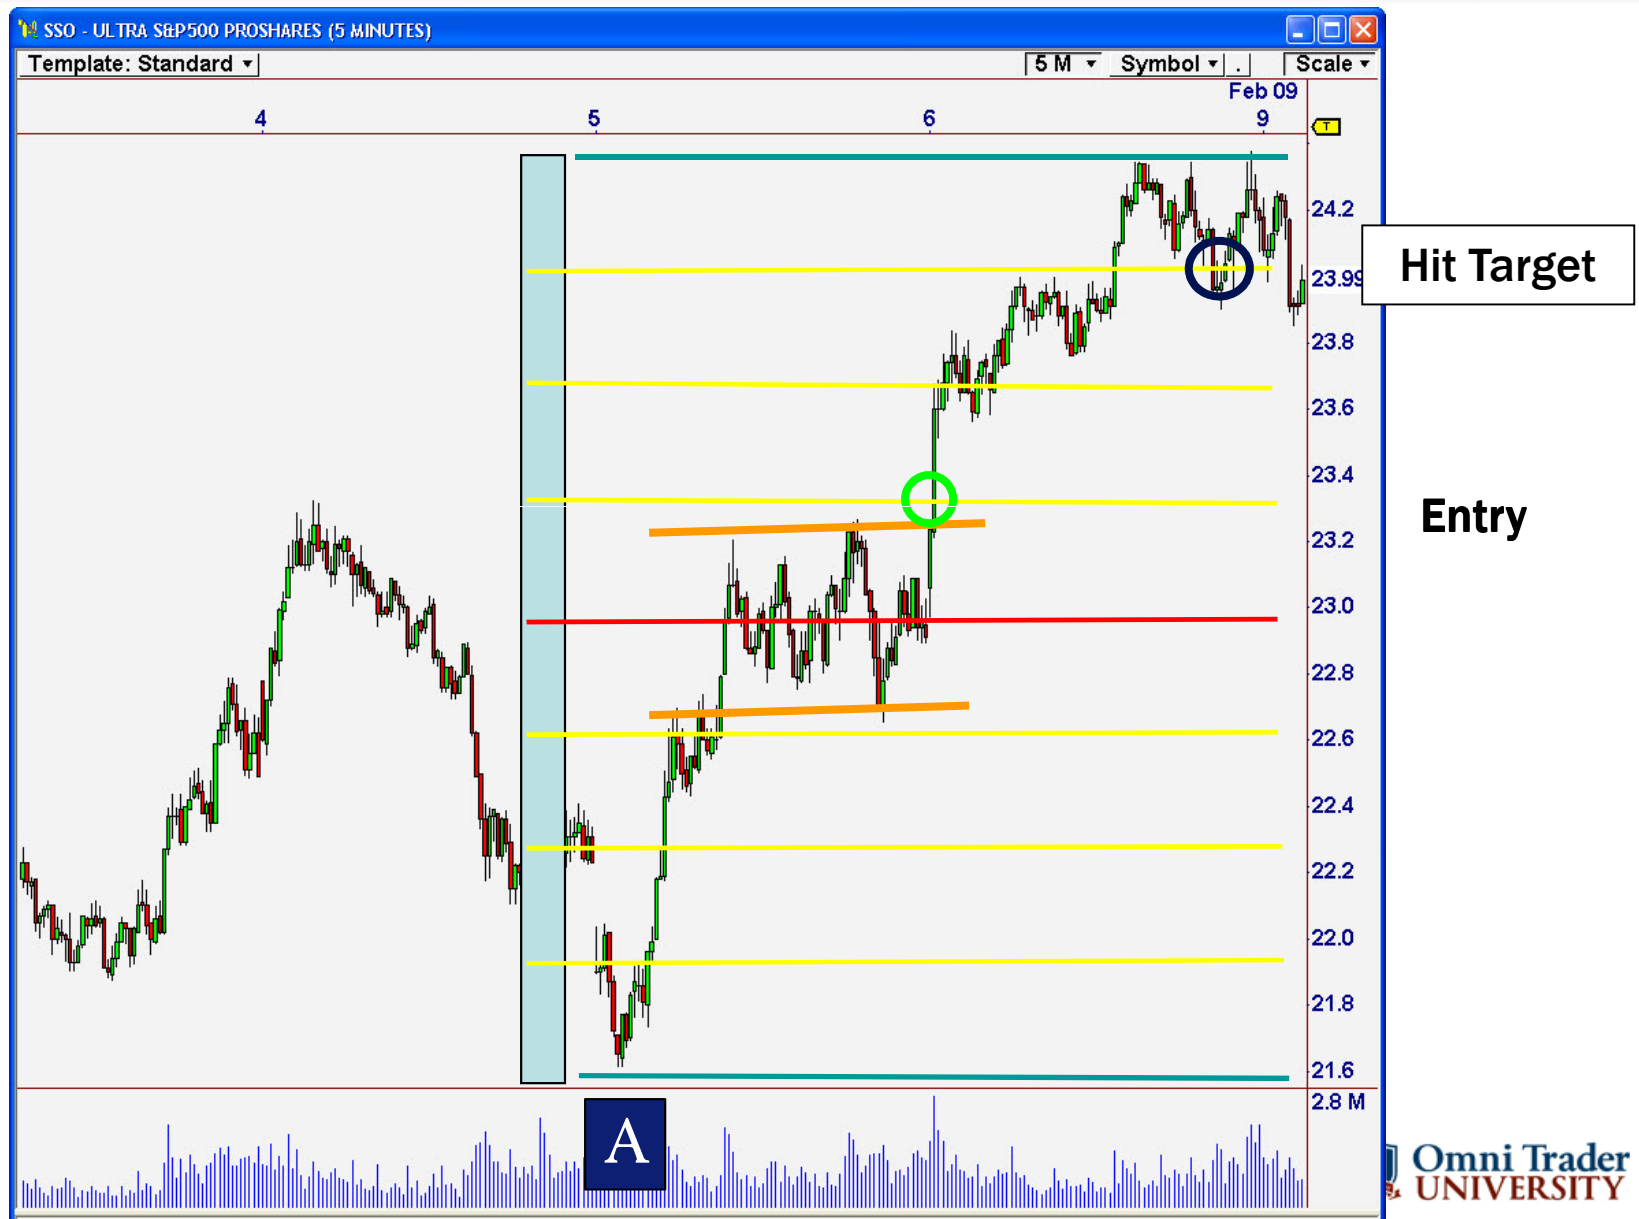 SSO - ULTRA S&P500 PROSHARES (5 MINUTES)
Template: Standard 5 M Symbol . Scale
Feb 09
4 5 6 9
T
24.2
23.99
Hit Target
23.8
23.6
23.4
Entry
23.2
23.0
22.8
22.6
22.4
22.2
22.0
21.8
21.6
2.8 M
A
Omni Trader
UNIVERSITY